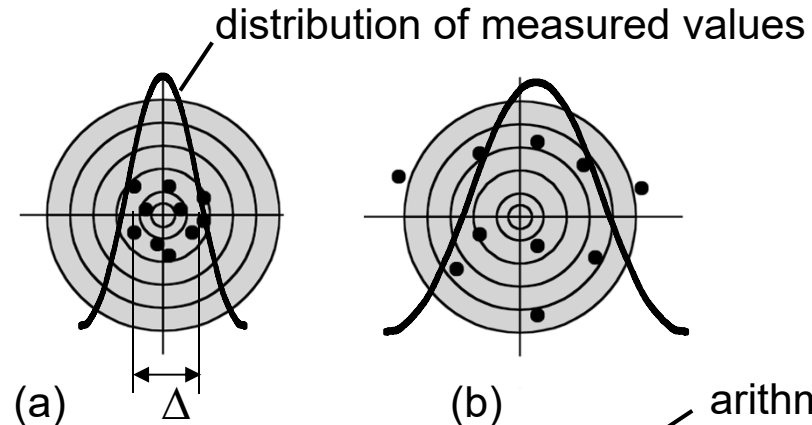 distribution of measured values
(a)
Δ
(b)
arithm